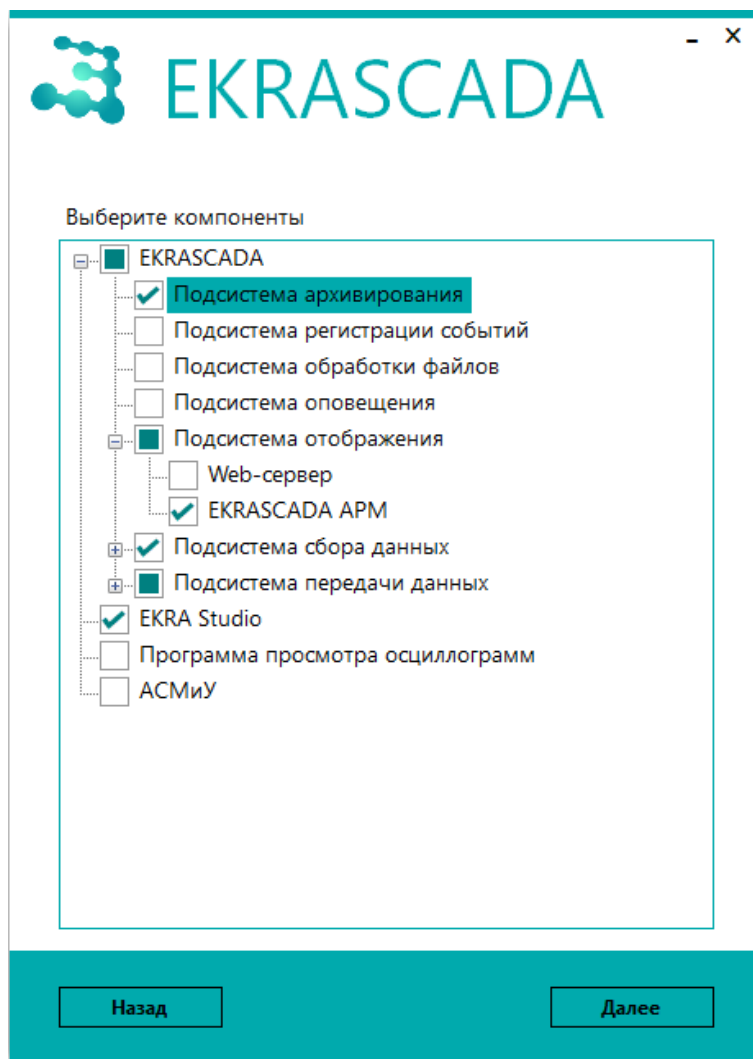 EKRASCADA
Выберите компоненты
EKRASCADA
Подсистема архивирования
Подсистема регистрации событий
Подсистема обработки файлов
Подсистема оповещения
Подсистема отображения
Web-сервер
EKRASCADA АРМ
Подсистема сбора данных
Подсистема передачи данных
EKRA Studio
Программа просмотра осциллограмм
АСМиУ
Назад
Далее